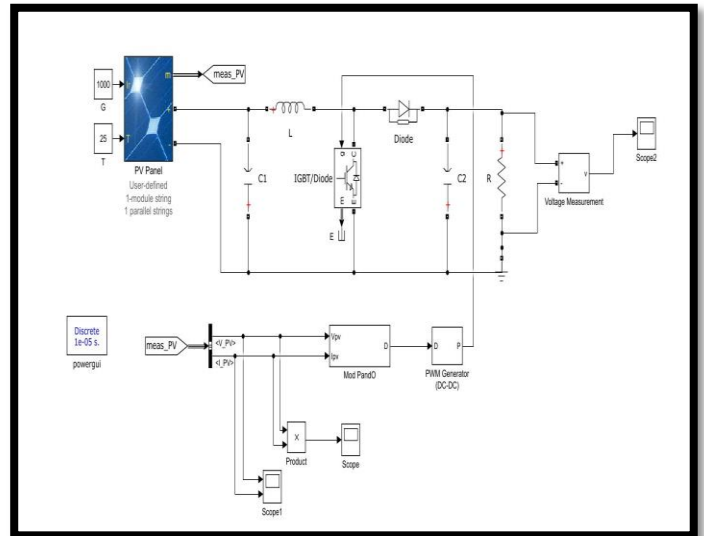 meas_PV
1000
Ir
m
G
+
25
T
-
T
PV Panel
User-defined
1-module string
1 parallel strings
L
Diode
C1
IGBT/Diode
g
C
E
E
E
C2
R
+
-
v
Voltage Measurement
Scope2
Discrete
1e-05 s.
powergui
meas_PV
<V_PV>
<I_PV>
Vpv
Ipv
D
Mod PandO
D
P
PWM Generator
(DC-DC)
X
Product
Scope
Scope1